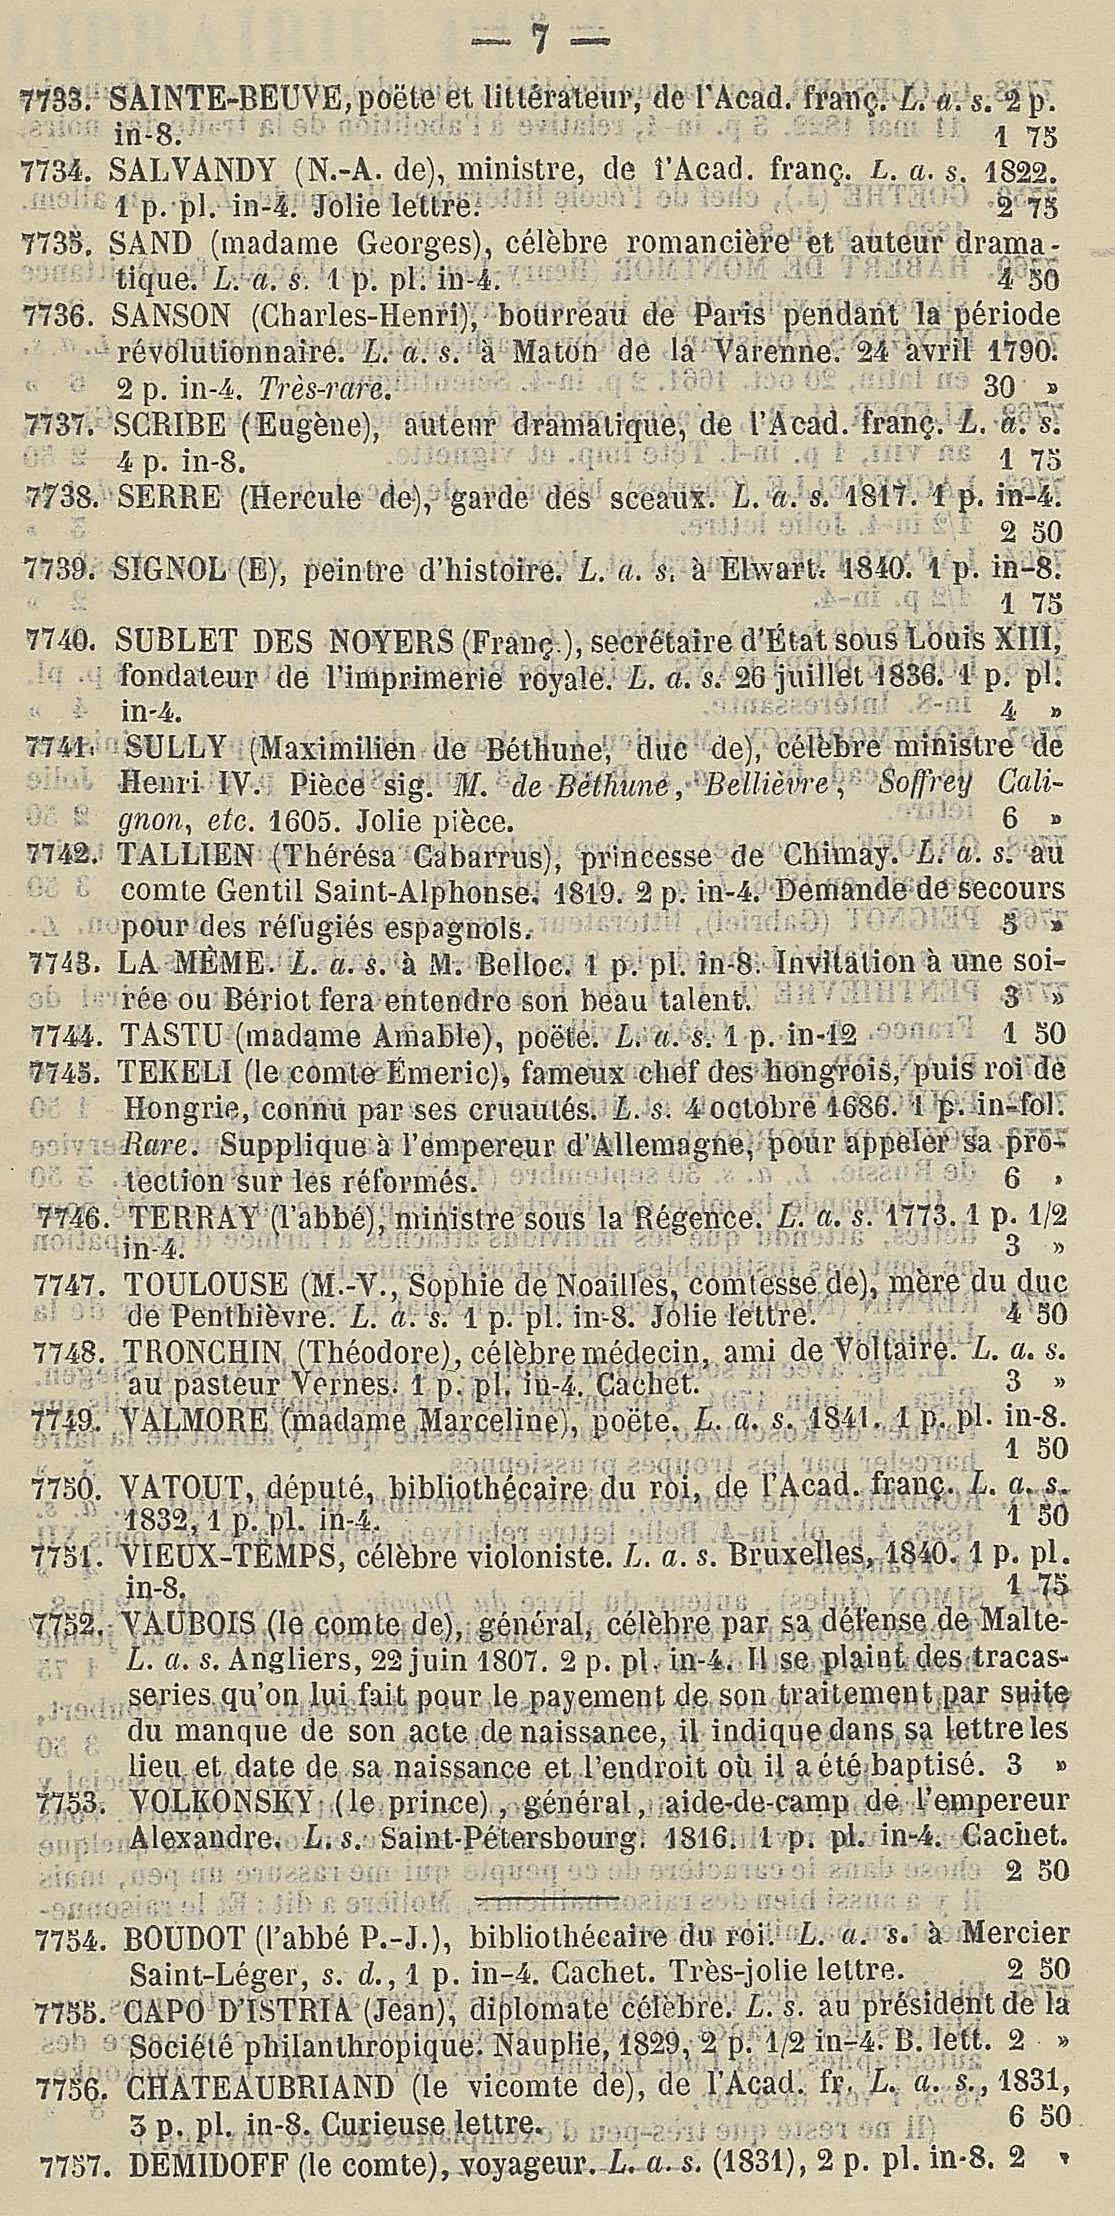 — 7 —
7733. SAINTE-BEUVE, poëte et littérateur, de l'Acad. franç. L. a. s. 2 p.
in-8. 1 75
7734. SALVANDY (N.-A. de), ministre, de l'Acad. franç. L. a. s. 1822.
1 p. pl. in-4. Jolie lettre. 2 75
7735. SAND (madame Georges), célèbre romancière et auteur drama-
tique. L. a. s. 1 p. pl. in-4. 4 50
7736. SANSON (Charles-Henri), bourreau de Paris pendant la période
révolutionnaire. L. a. s. à Maton de la Varenne. 24 avril 1790.
2 p. in-4. Très-rare. 30 »
7737. SCRIBE (Eugène), auteur dramatique, de l'Acad. franç. L. a. s.
4 p. in-8. 1 75
7738. SERRE (Hercule de), garde des sceaux. L. a. s. 1817. 1 p. in-4.
2 50
7739. SIGNOL (E), peintre d'histoire. L. a. s. à Elwart. 1840. 1 p. in-8.
1 75
7740. SUBLET DES NOYERS (Franç.), secrétaire d'État sous Louis XIII,
fondateur de l'imprimerie royale. L. a. s. 26 juillet 1836. 1 p. pl.
in-4. 4 »
7741. SULLY (Maximilien de Béthune, duc de), célèbre ministre de
Henri IV. Pièce sig. M. de Béthune, Bellièvre, Soffrey Cali-
gnon, etc. 1605. Jolie pièce. 6 »
7742. TALLIEN (Thérésa Cabarrus), princesse de Chimay. L. a. s. au
comte Gentil Saint-Alphonse. 1819. 2 p. in-4. Demande de secours
pour des réfugiés espagnols. 5 »
7743. LA MÊME. L. a. s. à M. Belloc. 1 p. pl. in-8. Invitation à une soi-
rée ou Bériot fera entendre son beau talent. 3 »
7744. TASTU (madame Amable), poëte. L. a. s. 1 p. in-12 1 50
7745. TEKELI (le comte Émeric), fameux chef des hongrois, puis roi de
Hongrie, connu par ses cruautés. L. s. 4 octobre 1686. 1 p. in-fol.
Rare. Supplique à l'empereur d'Allemagne, pour appeler sa pro-
tection sur les réformés. 6 »
7746. TERRAY (l'abbé), ministre sous la Régence. L. a. s. 1773. 1 p. 1/2
in-4. 3 »
7747. TOULOUSE (M.-V., Sophie de Noailles, comtesse de), mère du duc
de Penthièvre. L. a. s. 1 p. pl. in-8. Jolie lettre. 4 50
7748. TRONCHIN (Théodore), célèbre médecin, ami de Voltaire. L. a. s.
au pasteur Vernes. 1 p. pl. in-4. Cachet. 3 »
7749. VALMORE (madame Marceline), poëte. L. a. s. 1841. 1 p. pl. in-8.
1 50
7750. VATOUT, député, bibliothécaire du roi, de l'Acad. franç. L. a. s.
1832, 1 p. pl. in-4. 1 50
7751. VIEUX-TEMPS, célèbre violoniste. L. a. s. Bruxelles, 1840. 1 p. pl.
in-8. 1 75
7752. VAUBOIS (le comte de), général, célèbre par sa défense de Malte-
L. a. s. Angliers, 22 juin 1807. 2 p. pl. in-4. Il se plaint des tracas-
series qu'on lui fait pour le payement de son traitement par suite
du manque de son acte de naissance, il indique dans sa lettre les
lieu et date de sa naissance et l'endroit où il a été baptisé. 3 »
7753. VOLKONSKY (le prince), général, aide-de-camp de l'empereur
Alexandre. L. s. Saint-Pétersbourg. 1816. 1 p. pl. in-4. Cachet.
2 50
7754. BOUDOT (l'abbé P.-J.), bibliothécaire du roi. L. a. s. à Mercier
Saint-Léger, s. d., 1 p. in-4. Cachet. Très-jolie lettre. 2 50
7755. CAPO D'ISTRIA (Jean), diplomate célèbre. L. s. au président de la
Société philanthropique. Nauplie, 1829, 2 p. 1/2 in-4. B. lett. 2 »
7756. CHATEAUBRIAND (le vicomte de), de l'Acad. fr. L. a. s., 1831,
3 p. pl. in-8. Curieuse lettre. 6 50
7757. DEMIDOFF (le comte), voyageur. L. a. s. (1831), 2 p. pl. in-8. 2 »